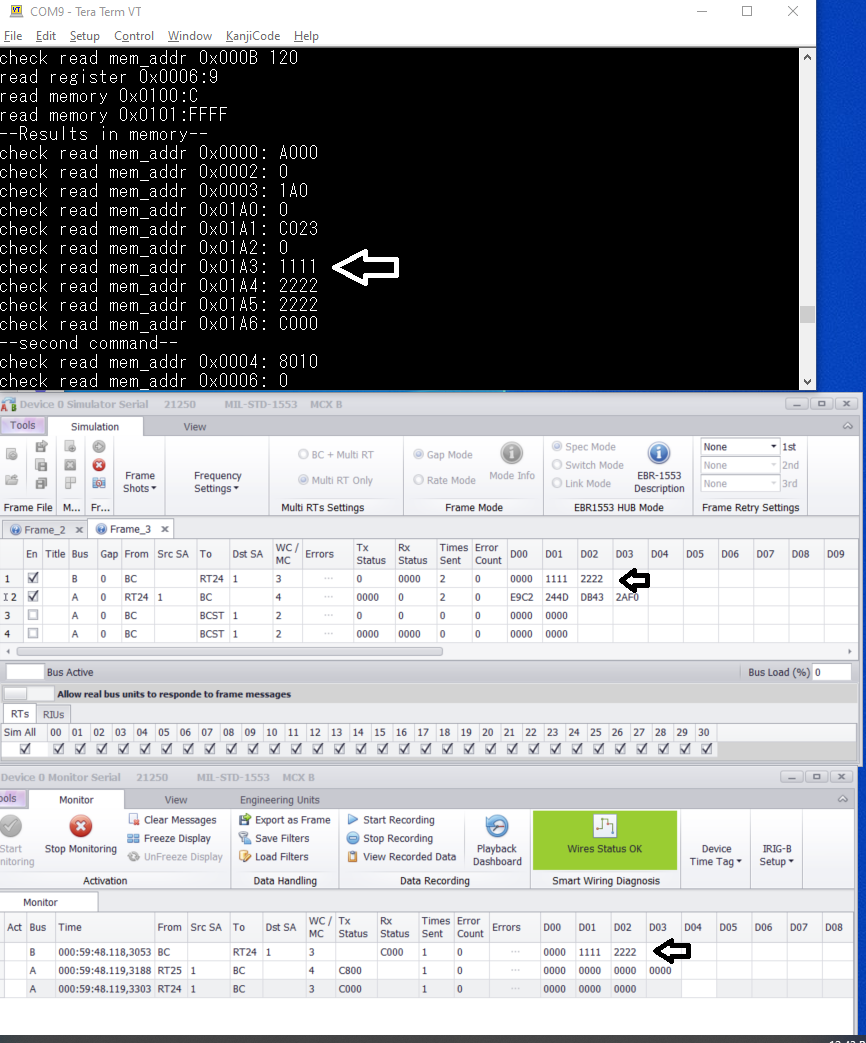 COM9 - Tera Term VT
File Edit Setup Control Window KanjiCode Help
check read mem_addr 0x000B 120
read register 0x0006:9
read memory 0x0100:C
read memory 0x0101:FFFF
--Results in memory--
check read mem_addr 0x0000: A000
check read mem_addr 0x0002: 0
check read mem_addr 0x0003: 1A0
check read mem_addr 0x01A0: 0
check read mem_addr 0x01A1: C023
check read mem_addr 0x01A2: 0
check read mem_addr 0x01A3: 1111
check read mem_addr 0x01A4: 2222
check read mem_addr 0x01A5: 2222
check read mem_addr 0x01A6: C000
--second command--
check read mem_addr 0x0004: 8010
check read mem_addr 0x0006: 0
Device 0 Simulator Serial 21250 MIL-STD-1553 MCX B
Tools Simulation View
BC + Multi RT Gap Mode Spec Mode None 1st
Frame Shots Frequency Settings Multi RT Only Rate Mode Mode Info Switch Mode EBR-1553 Description None 2nd
Link Mode None 3rd
Frame File M... Fr... Multi RTs Settings Frame Mode EBR1553 HUB Mode Frame Retry Settings
Frame_2 Frame_3
En Title Bus Gap From Src SA To Dst SA WC / MC Errors Tx Status Rx Status Times Sent Error Count D00 D01 D02 D03 D04 D05 D06 D07 D08 D09
1 B 0 BC RT24 1 3 ... 0 0000 2 0 0000 1111 2222
2 A 0 RT24 1 BC 4 ... 0000 0 2 0 E9C2 244D DB43 2AF0
3 A 0 BC BCST 1 2 ... 0 0 0 0 0000 0000
4 A 0 BC BCST 1 2 ... 0000 0000 0 0 0000 0000
Bus Active Bus Load (%) 0
Allow real bus units to responde to frame messages
RTs RIUs
Sim All 00 01 02 03 04 05 06 07 08 09 10 11 12 13 14 15 16 17 18 19 20 21 22 23 24 25 26 27 28 29 30
Device 0 Monitor Serial 21250 MIL-STD-1553 MCX B
ools Monitor View Engineering Units
Start nitoring Stop Monitoring Clear Messages Export as Frame Start Recording Playback Dashboard Wires Status OK Device Time Tag IRIG-B Setup
Freeze Display Save Filters Stop Recording
UnFreeze Display Load Filters View Recorded Data
Activation Data Handling Data Recording Smart Wiring Diagnosis
Monitor
Act Bus Time From Src SA To Dst SA WC / MC Tx Status Rx Status Times Sent Error Count Errors D00 D01 D02 D03 D04 D05 D06 D07 D08
B 000:59:48.118,3053 BC RT24 1 3 C000 1 0 ... 0000 1111 2222
A 000:59:48.119,3188 RT25 1 BC 4 C800 1 0 ... 0000 0000 0000 0000
A 000:59:48.119,3303 RT24 1 BC 3 C000 1 0 ... 0000 0000 0000